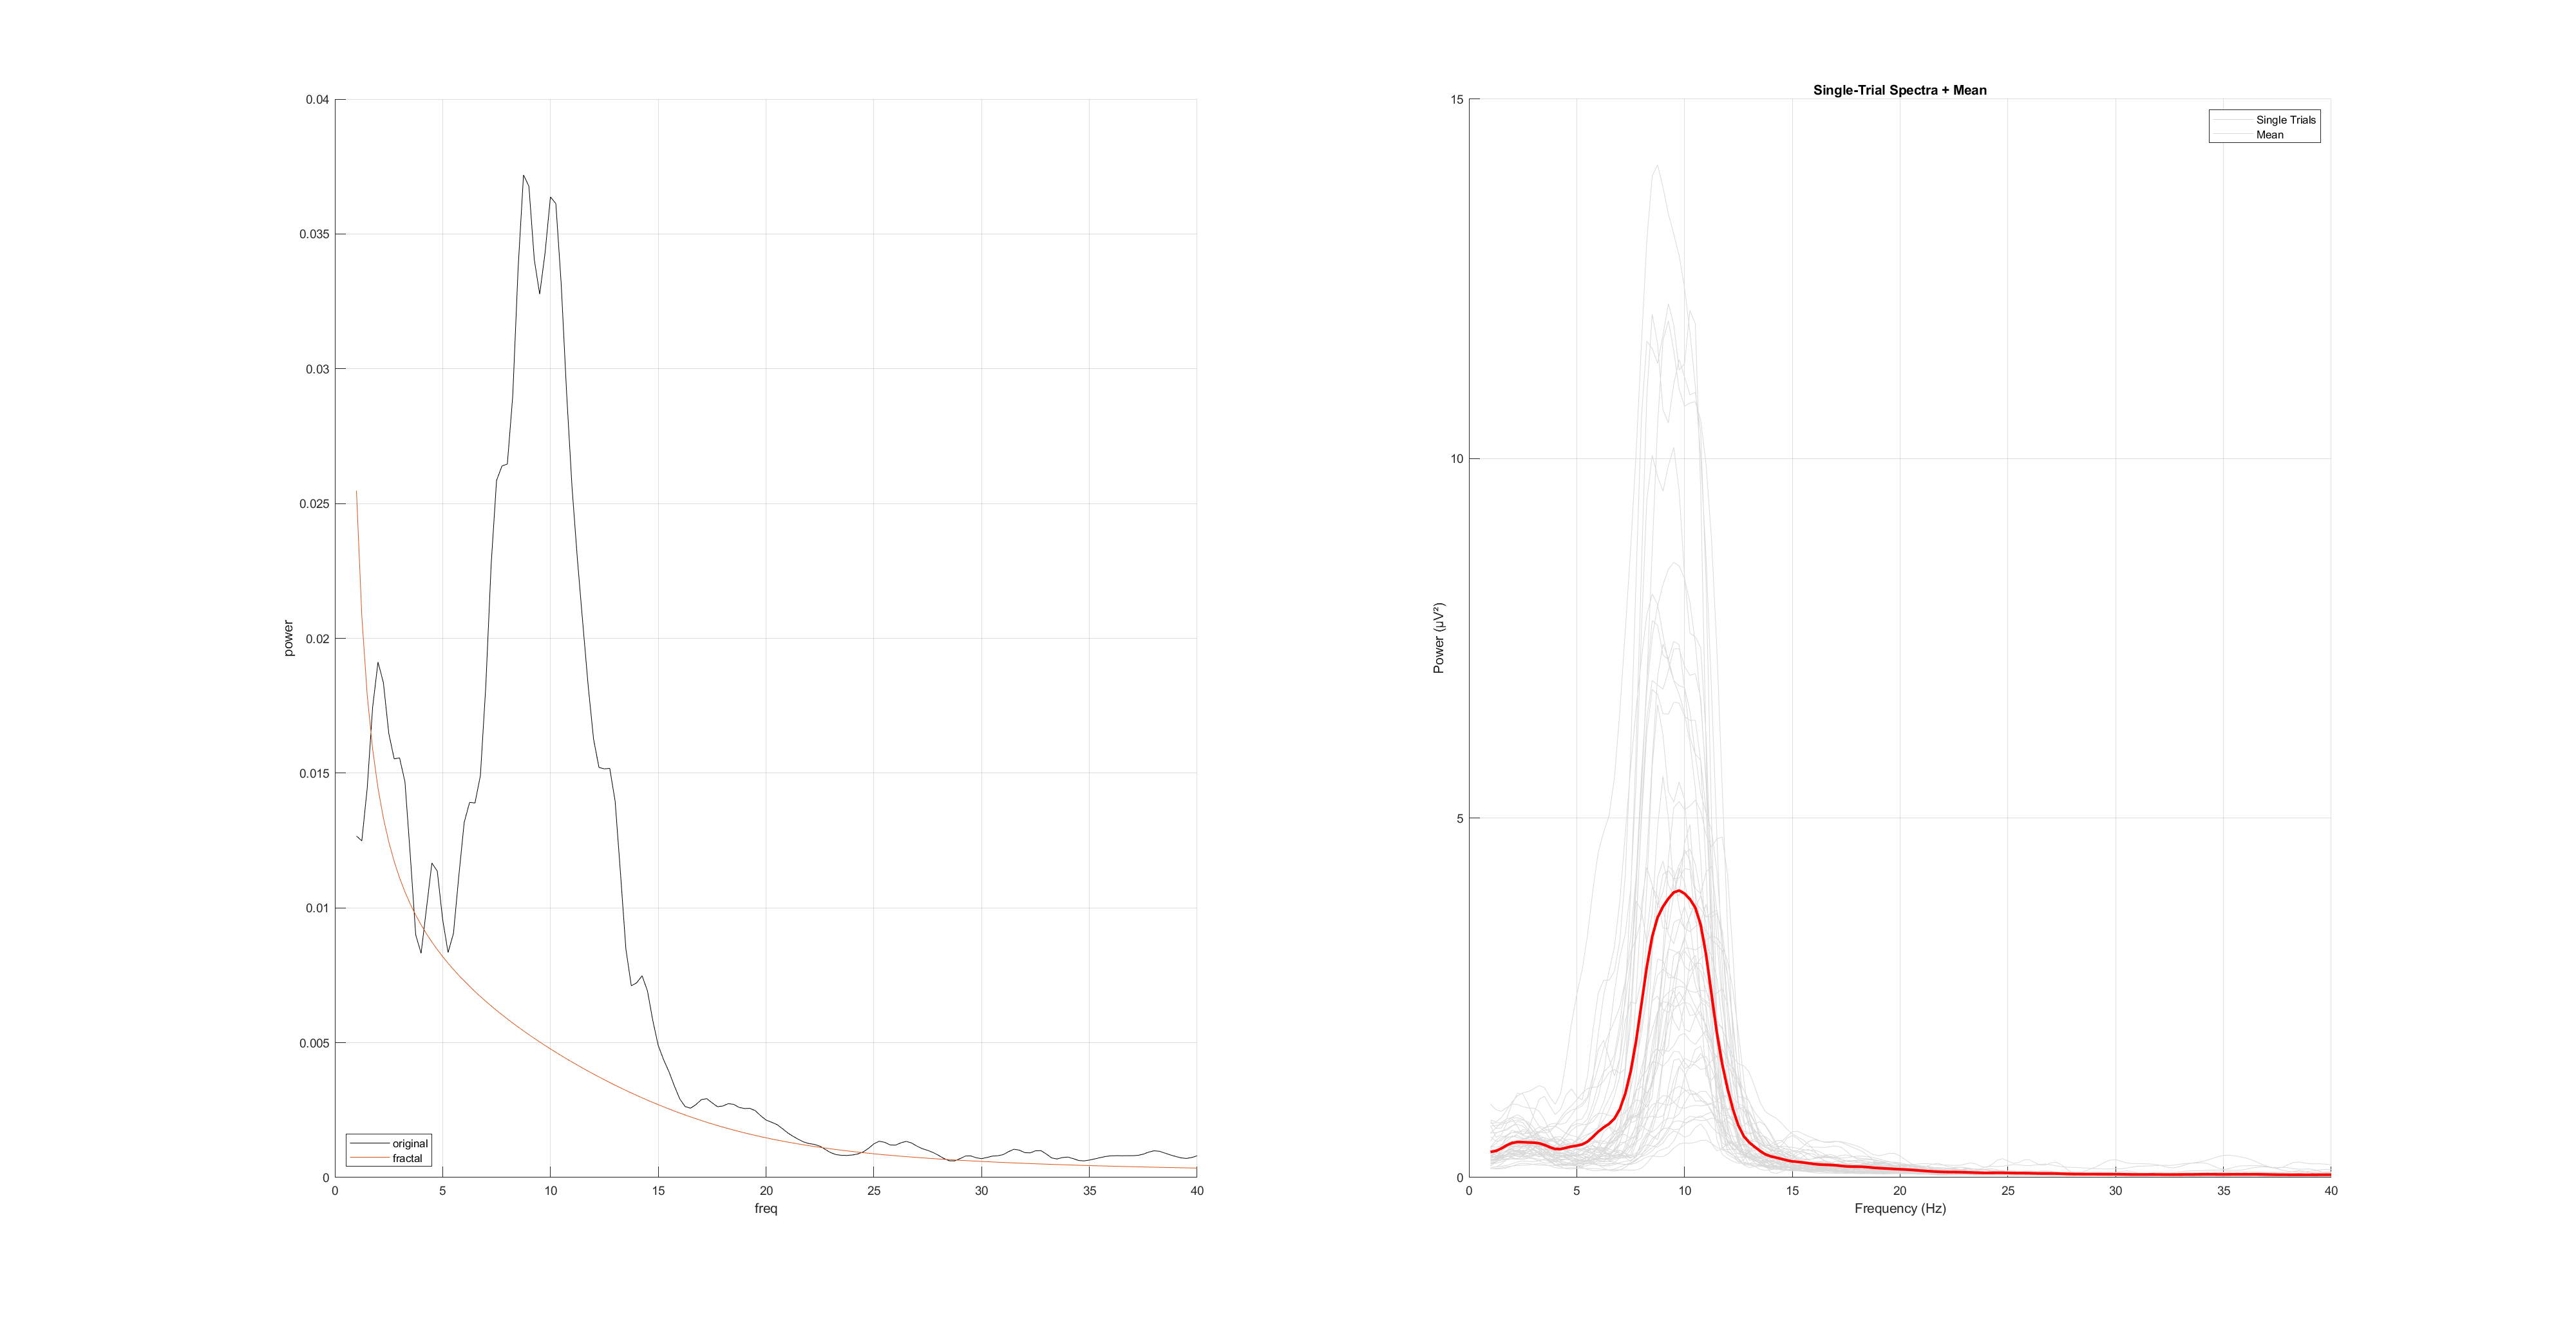 0.04
0.035
0.03
0.025
0.02
0.015
0.01
0.005
0
power
original
fractal
0 5 10 15 20 25 30 35 40
freq
Single-Trial Spectra + Mean
15
10
5
0
Power (µV²)
Single Trials
Mean
0 5 10 15 20 25 30 35 40
Frequency (Hz)